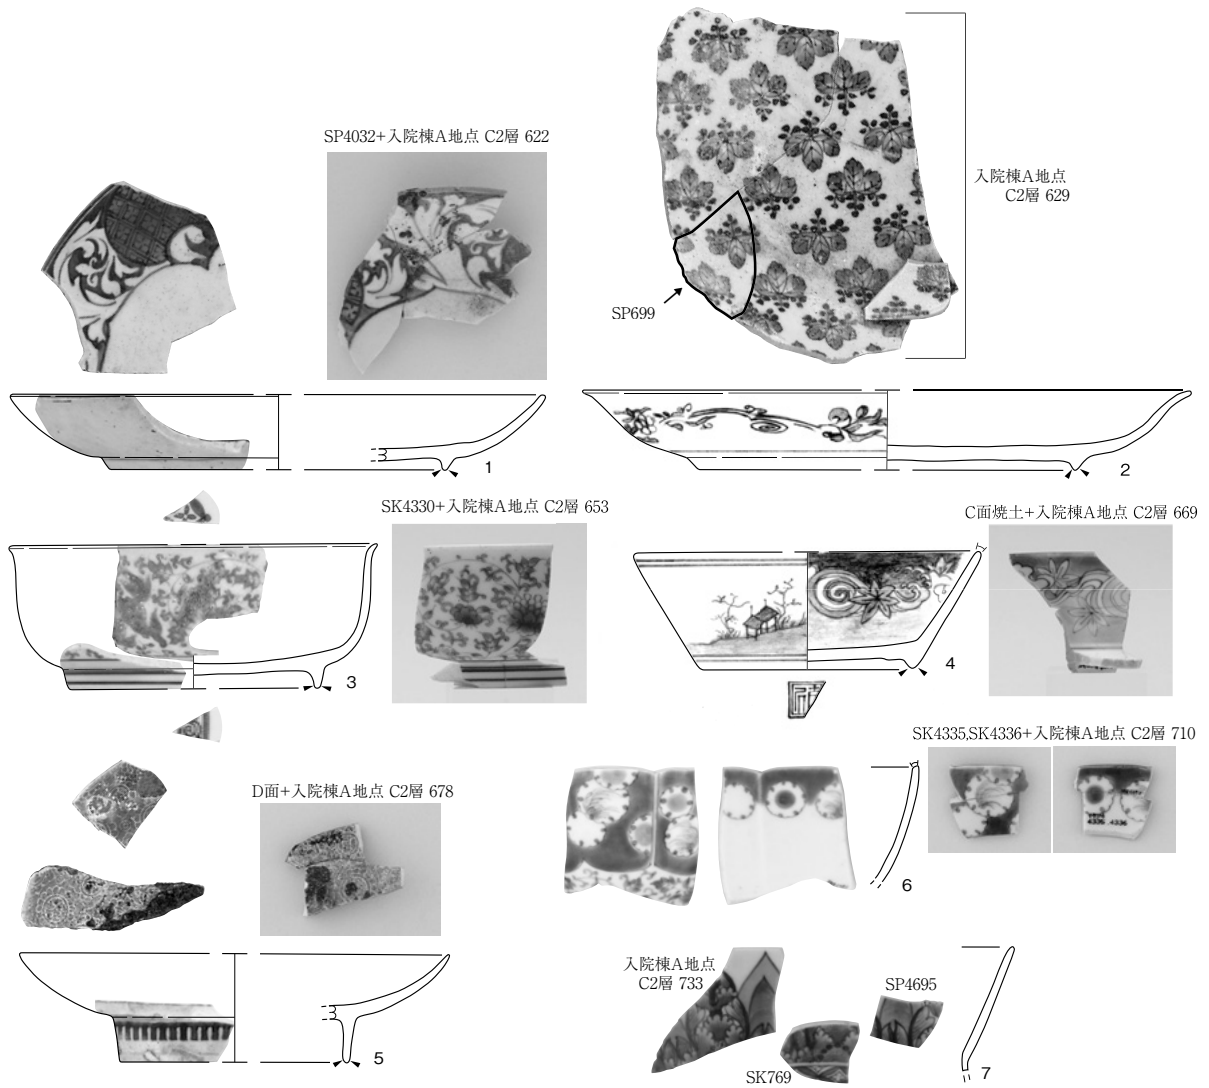 SP4032+入院棟A地点 C2層 622
入院棟A地点
C2層 629
SP699
1
2
SK4330+入院棟A地点 C2層 653
C面焼土+入院棟A地点 C2層 669
3
4
SK4335,SK4336+入院棟A地点 C2層 710
D面+入院棟A地点 C2層 678
4336 4336
6
入院棟A地点
C2層 733
SP4695
5
SK769
7